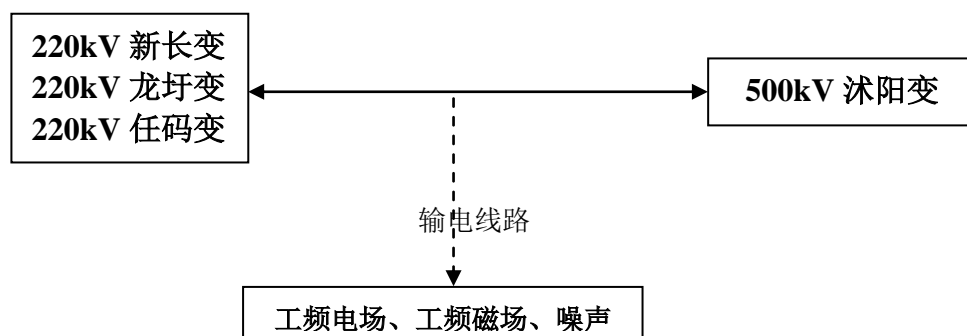 220kV 新长变
220kV 龙圩变
220kV 任码变
500kV 沭阳变
输电线路
工频电场、工频磁场、噪声